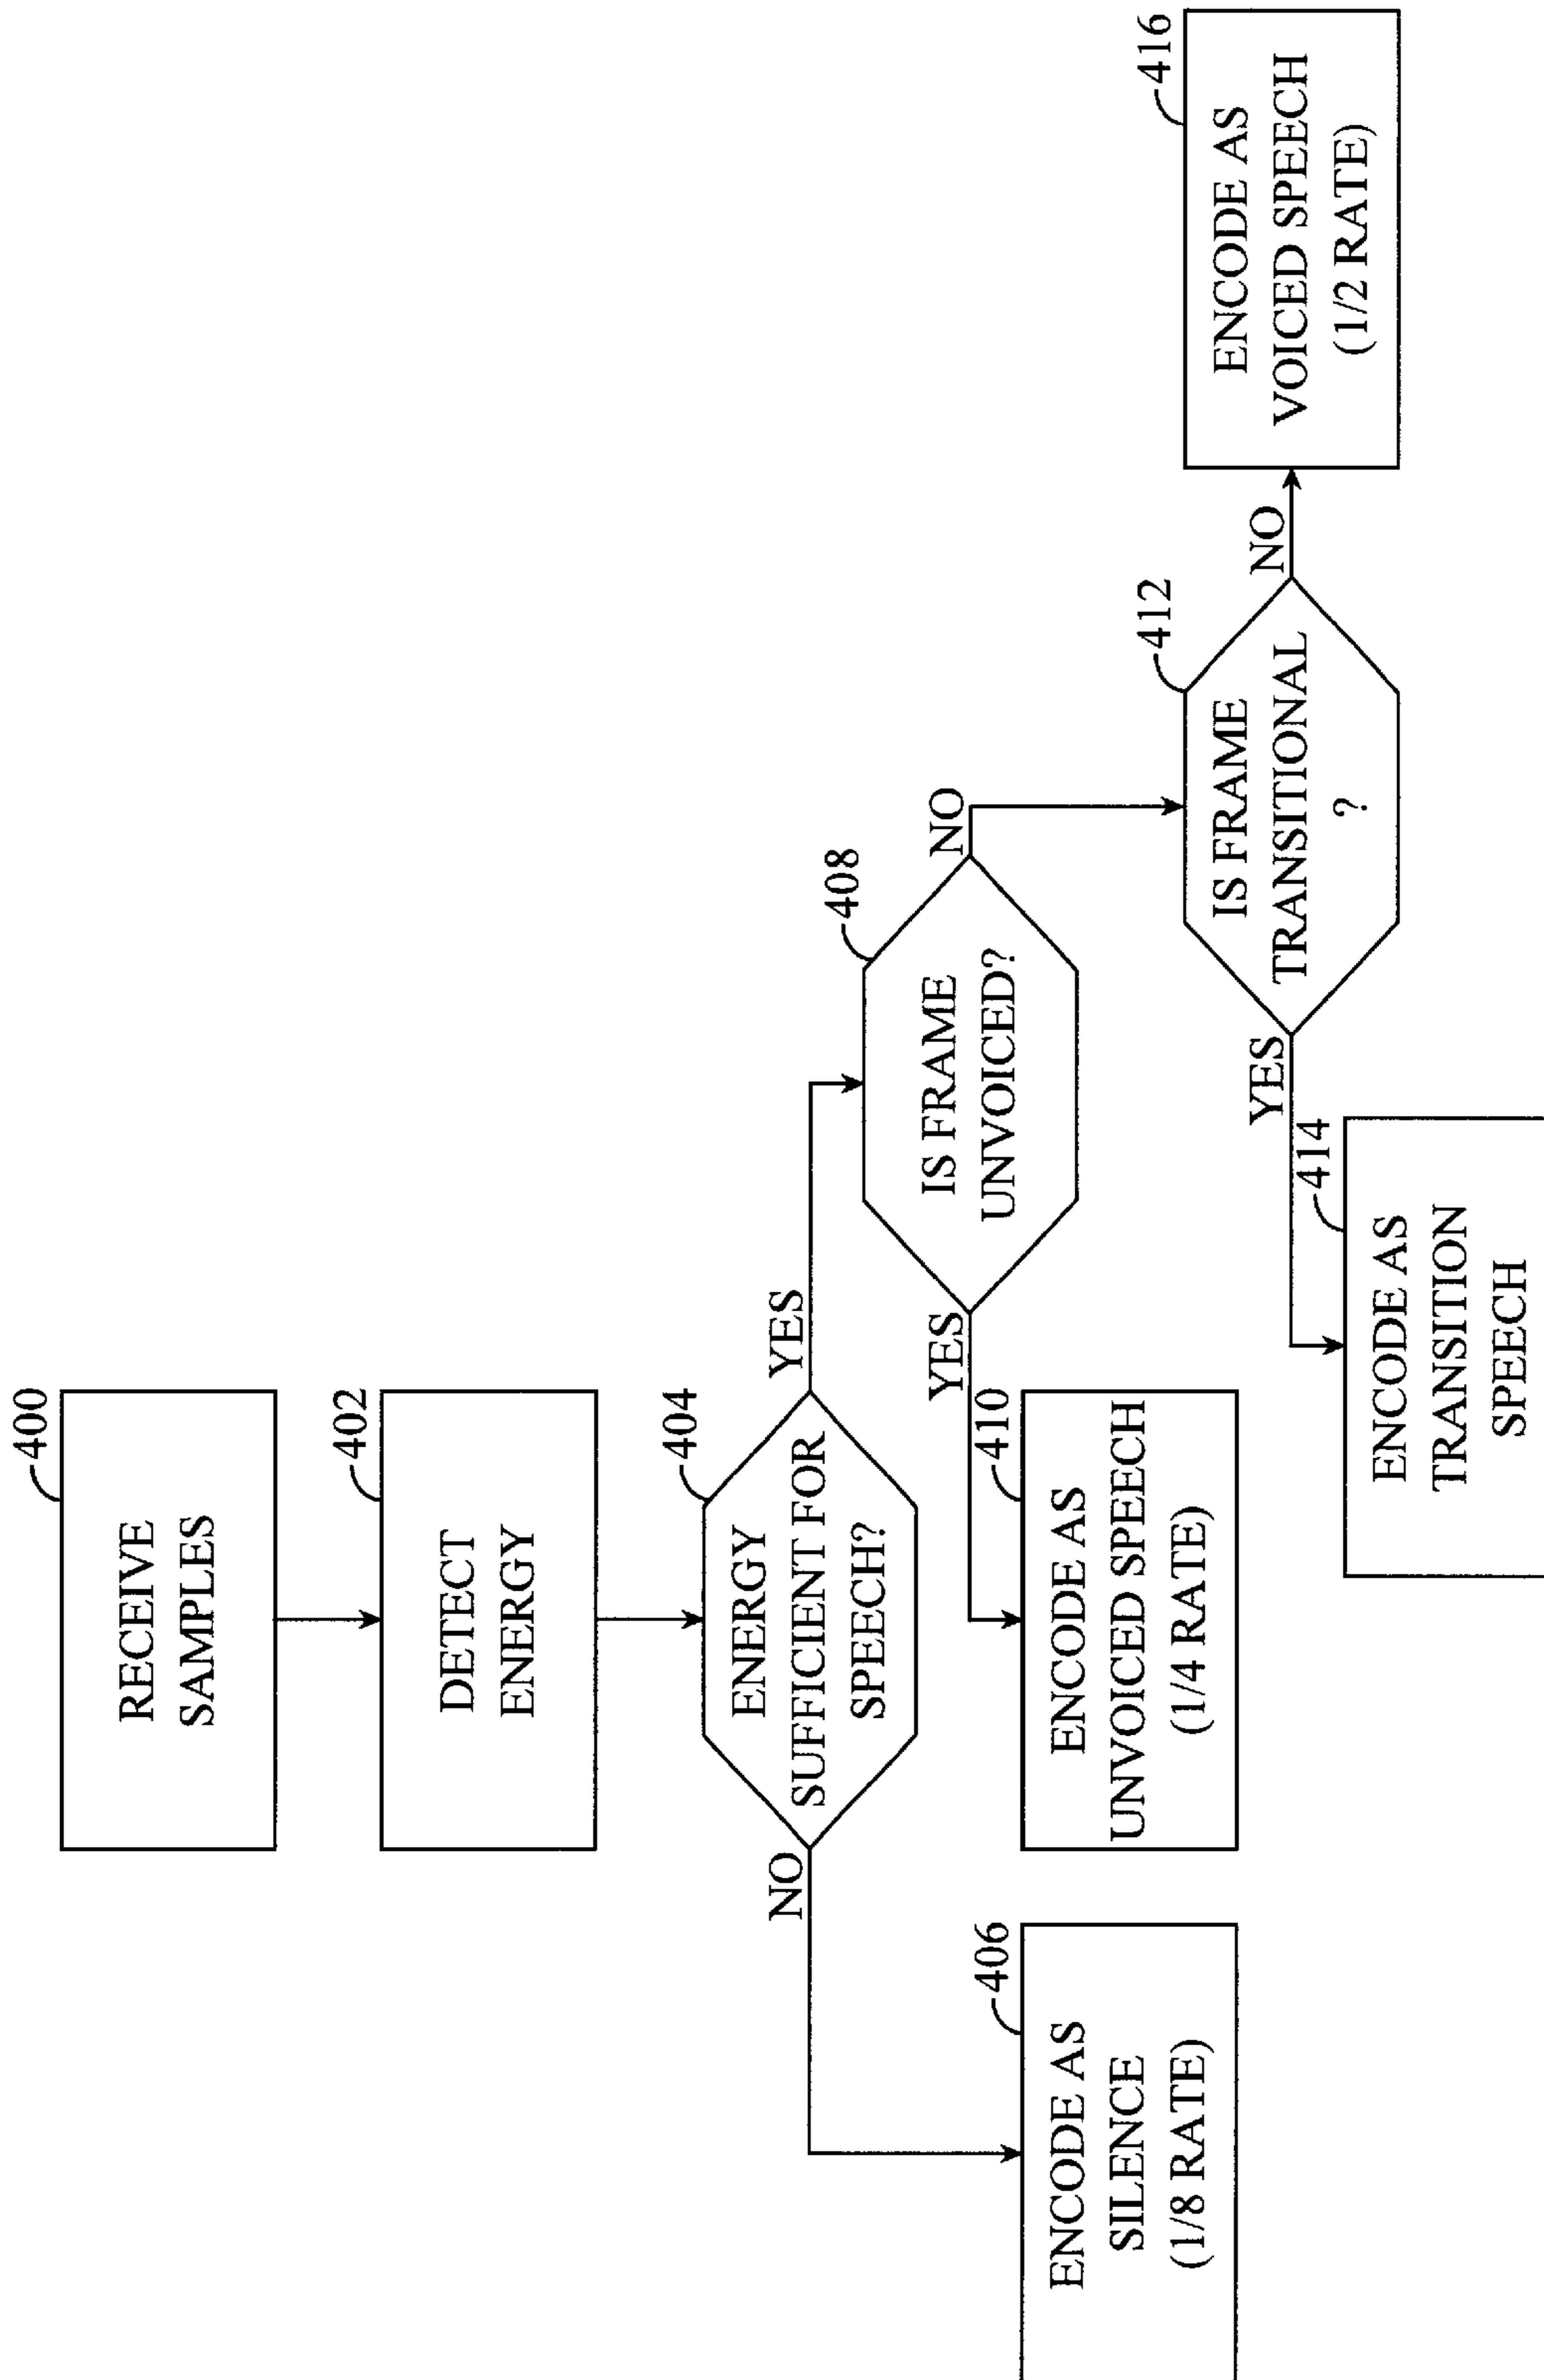 400
RECEIVE
SAMPLES
402
DETECT
ENERGY
404
ENERGY
SUFFICIENT FOR
SPEECH?
NO
YES
406
ENCODE AS
SILENCE
(1/8 RATE)
408
IS FRAME
UNVOICED?
YES
NO
410
ENCODE AS
UNVOICED SPEECH
(1/4 RATE)
412
IS FRAME
TRANSITIONAL
?
YES
NO
414
ENCODE AS
TRANSITION
SPEECH
416
ENCODE AS
VOICED SPEECH
(1/2 RATE)